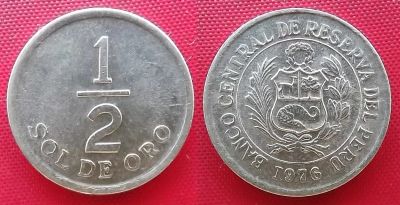 1/2
SOL DE ORO
BANCO CENTRAL DE RESERVA DEL PERU
1976